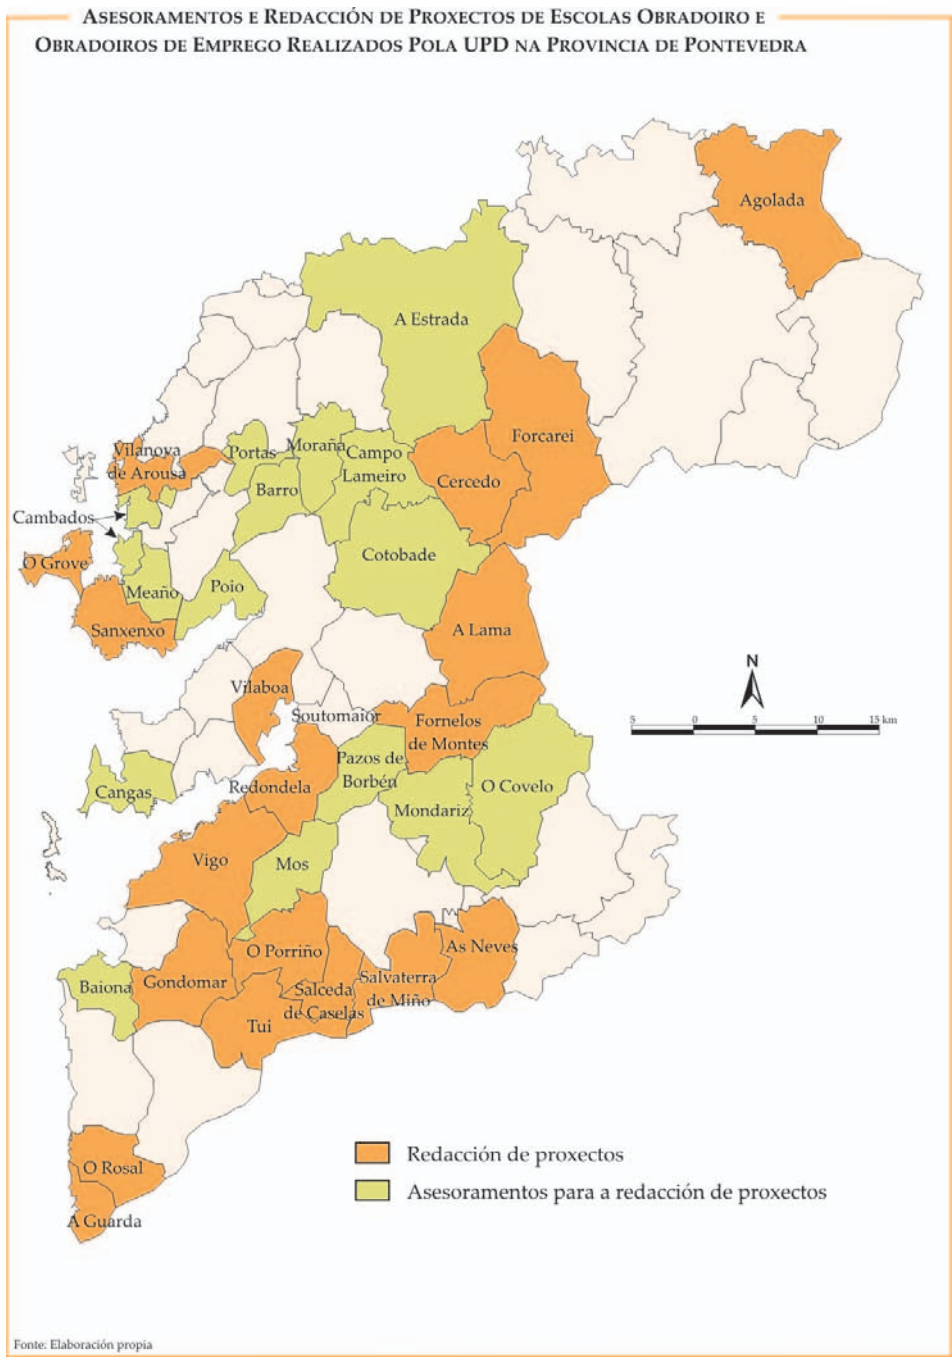 ASESORAMENTOS E REDACCIÓN DE PROXECTOS DE ESCOLAS OBRADOIRO E
OBRADOIROS DE EMPREGO REALIZADOS POLA UPD NA PROVINCIA DE PONTEVEDRA
Agolada
A Estrada
Forcarei
Vilanova
de Arousa
Portas
Moraña
Campo
Lameiro
Barro
Cercedo
Cambados
Cotobade
O Grove
Meaño
Poio
Sanxenxo
A Lama
N
Vilaboa
Soutomaior
Fornelos
de Montes
5 0 5 10 15 km
Pazos de
Borbén
Redondela
Cangas
O Covelo
Mondariz
Vigo
Mos
As Neves
O Porriño
Baiona
Gondomar
Salceda
de Caselas
Salvaterra
de Miño
Tui
Redacción de proxectos
O Rosal
Asesoramentos para a redacción de proxectos
A Guarda
Fonte: Elaboración propia